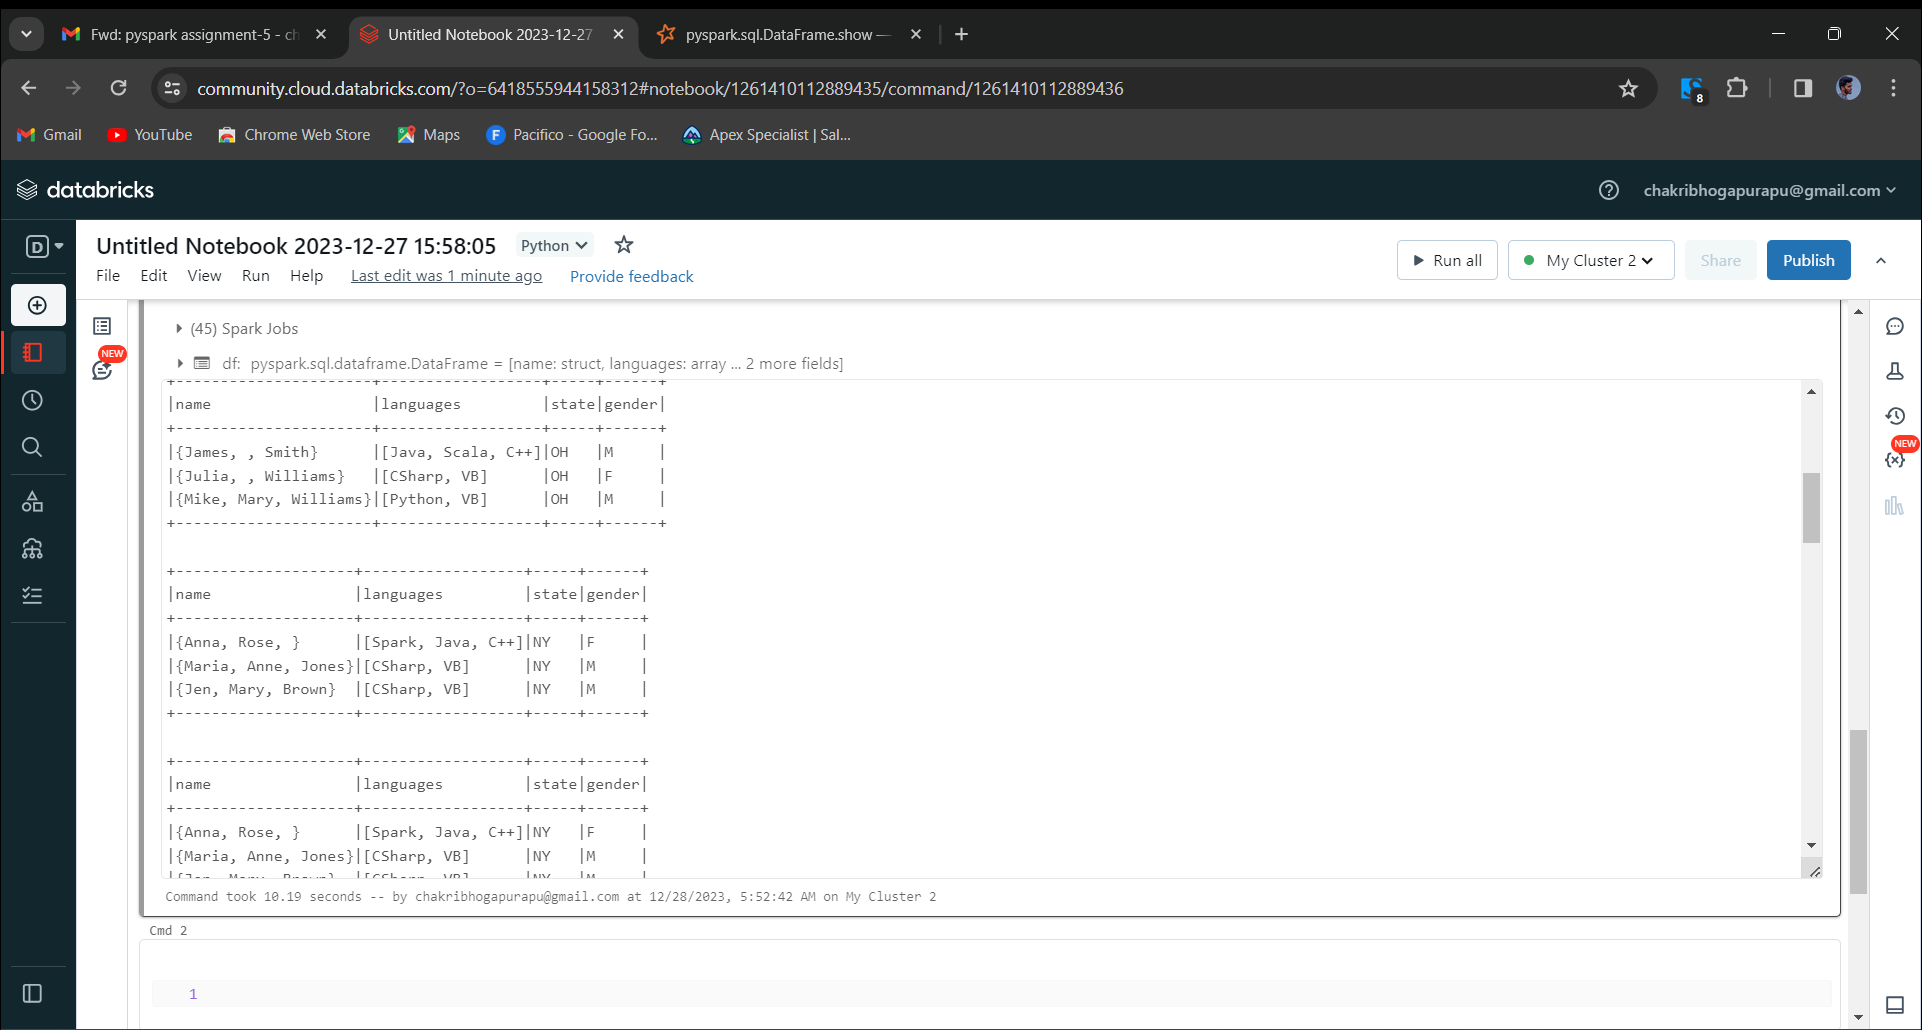 Fwd: pyspark assignment-5 - ch
Untitled Notebook 2023-12-27
pyspark.sql.DataFrame.show —
community.cloud.databricks.com/?o=6418555944158312#notebook/1261410112889435/command/1261410112889436
8
Gmail YouTube Chrome Web Store Maps F Pacifico - Google Fo... Apex Specialist | Sal...
databricks
chakribhogapurapu@gmail.com
D
Untitled Notebook 2023-12-27 15:58:05 Python
File Edit View Run Help Last edit was 1 minute ago Provide feedback
Run all My Cluster 2 Share Publish
NEW
NEW
(45) Spark Jobs
df: pyspark.sql.dataframe.DataFrame = [name: struct, languages: array ... 2 more fields]
+----------------------+------------------+-----+------+
|name                  |languages         |state|gender|
+----------------------+------------------+-----+------+
|{James, , Smith}      |[Java, Scala, C++]|OH   |M     |
|{Julia, , Williams}   |[CSharp, VB]      |OH   |F     |
|{Mike, Mary, Williams}|[Python, VB]      |OH   |M     |
+----------------------+------------------+-----+------+
+--------------------+------------------+-----+------+
|name                |languages         |state|gender|
+--------------------+------------------+-----+------+
|{Anna, Rose, }      |[Spark, Java, C++]|NY   |F     |
|{Maria, Anne, Jones}|[CSharp, VB]      |NY   |M     |
|{Jen, Mary, Brown}  |[CSharp, VB]      |NY   |M     |
+--------------------+------------------+-----+------+
+--------------------+------------------+-----+------+
|name                |languages         |state|gender|
+--------------------+------------------+-----+------+
|{Anna, Rose, }      |[Spark, Java, C++]|NY   |F     |
|{Maria, Anne, Jones}|[CSharp, VB]      |NY   |M     |
Command took 10.19 seconds -- by chakribhogapurapu@gmail.com at 12/28/2023, 5:52:42 AM on My Cluster 2
Cmd 2
1